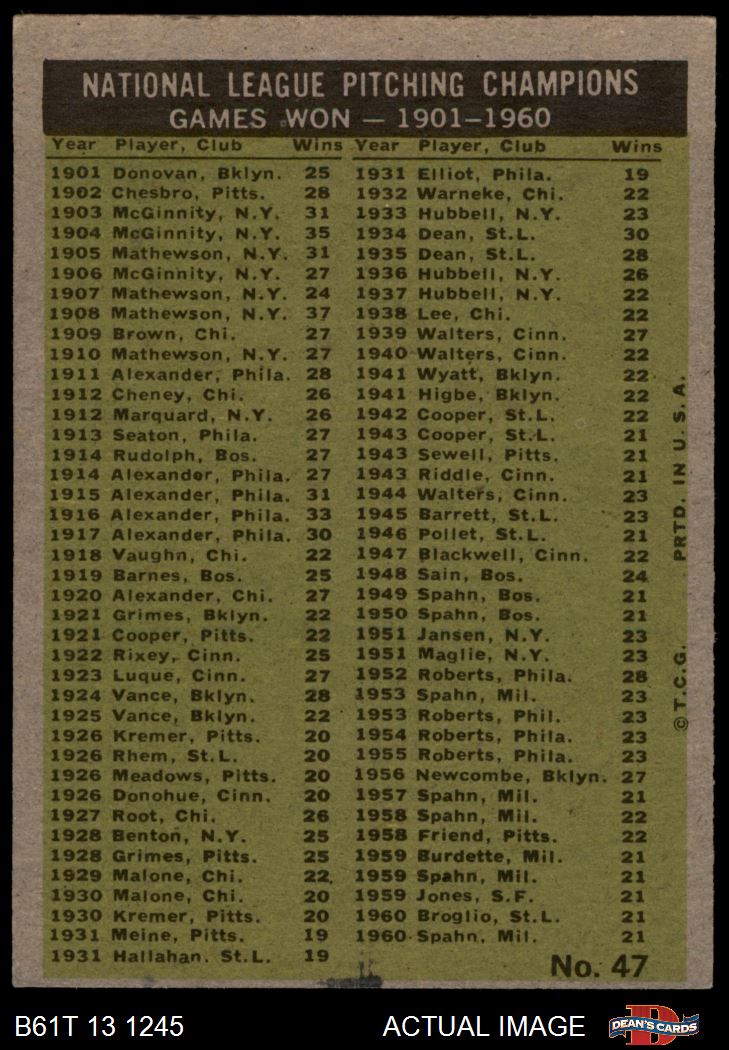 NATIONAL LEAGUE PITCHING CHAMPIONS
GAMES WON — 1901-1960
Year Player, Club Wins
1901 Donovan, Bklyn. 25
1902 Chesbro, Pitts. 28
1903 McGinnity, N.Y. 31
1904 McGinnity, N.Y. 35
1905 Mathewson, N.Y. 31
1906 McGinnity, N.Y. 27
1907 Mathewson, N.Y. 24
1908 Mathewson, N.Y. 37
1909 Brown, Chi. 27
1910 Mathewson, N.Y. 27
1911 Alexander, Phila. 28
1912 Cheney, Chi. 26
1912 Marquard, N.Y. 26
1913 Seaton, Phila. 27
1914 Rudolph, Bos. 27
1914 Alexander, Phila. 27
1915 Alexander, Phila. 31
1916 Alexander, Phila. 33
1917 Alexander, Phila. 30
1918 Vaughn, Chi. 22
1919 Barnes, Bos. 25
1920 Alexander, Chi. 27
1921 Grimes, Bklyn. 22
1921 Cooper, Pitts. 22
1922 Rixey, Cinn. 25
1923 Luque, Cinn. 27
1924 Vance, Bklyn. 28
1925 Vance, Bklyn. 22
1926 Kremer, Pitts. 20
1926 Rhem, St.L. 20
1926 Meadows, Pitts. 20
1926 Donohue, Cinn. 20
1927 Root, Chi. 26
1928 Benton, N.Y. 25
1928 Grimes, Pitts. 25
1929 Malone, Chi. 22
1930 Malone, Chi. 20
1930 Kremer, Pitts. 20
1931 Meine, Pitts. 19
1931 Hallahan, St.L. 19
Year Player, Club Wins
1931 Elliot, Phila. 19
1932 Warneke, Chi. 22
1933 Hubbell, N.Y. 23
1934 Dean, St.L. 30
1935 Dean, St.L. 28
1936 Hubbell, N.Y. 26
1937 Hubbell, N.Y. 22
1938 Lee, Chi. 22
1939 Walters, Cinn. 27
1940 Walters, Cinn. 22
1941 Wyatt, Bklyn. 22
1941 Higbe, Bklyn. 22
1942 Cooper, St.L. 22
1943 Cooper, St.L. 21
1943 Sewell, Pitts. 21
1943 Riddle, Cinn. 21
1944 Walters, Cinn. 23
1945 Barrett, St.L. 23
1946 Pollet, St.L. 21
1947 Blackwell, Cinn. 22
1948 Sain, Bos. 24
1949 Spahn, Bos. 21
1950 Spahn, Bos. 21
1951 Jansen, N.Y. 23
1951 Maglie, N.Y. 23
1952 Roberts, Phila. 28
1953 Spahn, Mil. 23
1953 Roberts, Phil. 23
1954 Roberts, Phila. 23
1955 Roberts, Phila. 23
1956 Newcombe, Bklyn. 27
1957 Spahn, Mil. 21
1958 Spahn, Mil. 22
1958 Friend, Pitts. 22
1959 Burdette, Mil. 21
1959 Spahn, Mil. 21
1959 Jones, S.F. 21
1960 Broglio, St.L. 21
1960 Spahn, Mil. 21
No. 47
© T.C.G. PRTD. IN U.S.A.
B61T 13 1245 ACTUAL IMAGE
DEAN'S CARDS